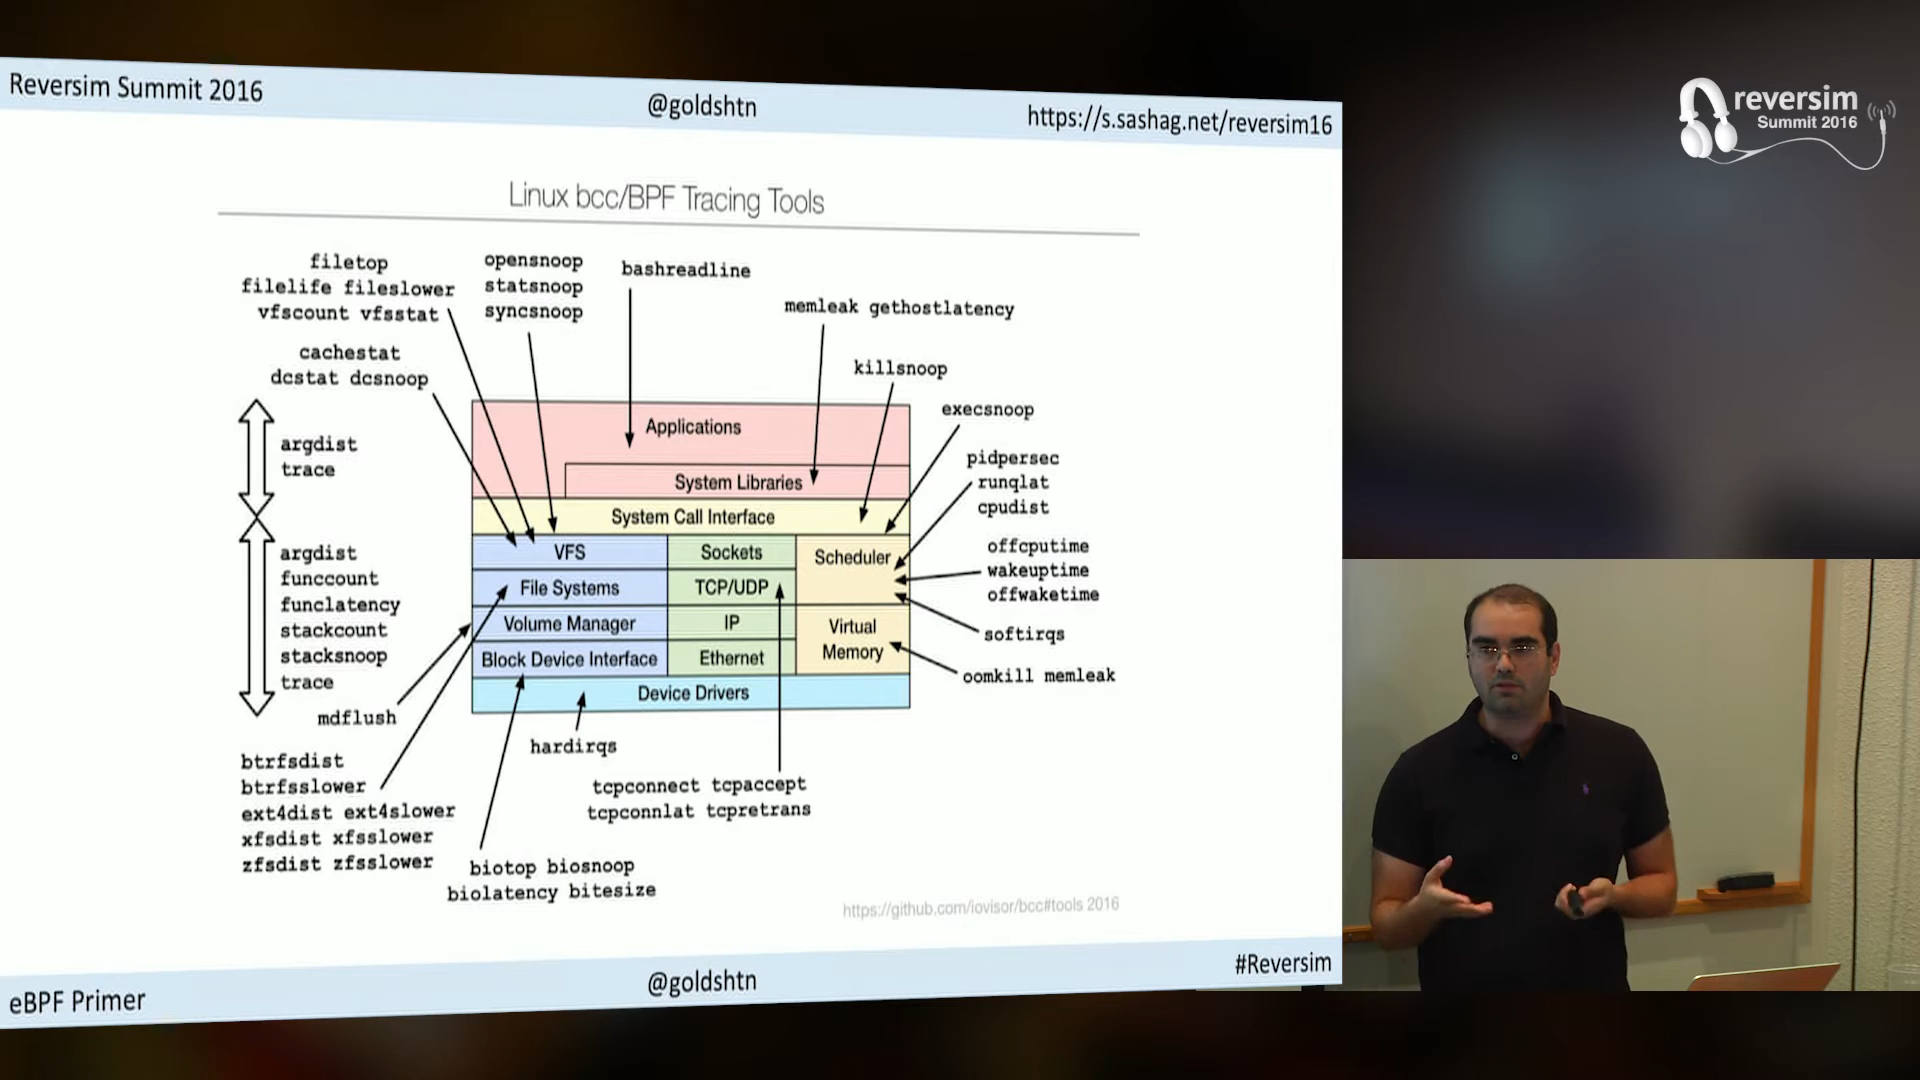 Reversim Summit 2016
@goldshtn
https://s.sashag.net/reversim16
reversim
Summit 2016
Linux bcc/BPF Tracing Tools
filetop
filelife fileslower
vfscount vfsstat
opensnoop
statsnoop
syncsnoop
bashreadline
memleak gethostlatency
cachestat
dcstat dcsnoop
killsnoop
execsnoop
argdist
trace
pidpersec
runqlat
cpudist
Applications
System Libraries
System Call Interface
VFS
Sockets
Scheduler
File Systems
TCP/UDP
Volume Manager
IP
Virtual
Memory
Block Device Interface
Ethernet
Device Drivers
offcputime
wakeuptime
offwaketime
softirqs
oomkill memleak
argdist
funccount
funclatency
stackcount
stacksnoop
trace
mdflush
hardirqs
btrfsdist
btrfsslower
ext4dist ext4slower
xfsdist xfsslower
zfsdist zfsslower
tcpconnect tcpaccept
tcpconnlat tcpretrans
biotop biosnoop
biolatency bitesize
https://github.com/iovisor/bcc#tools 2016
eBPF Primer
@goldshtn
#Reversim